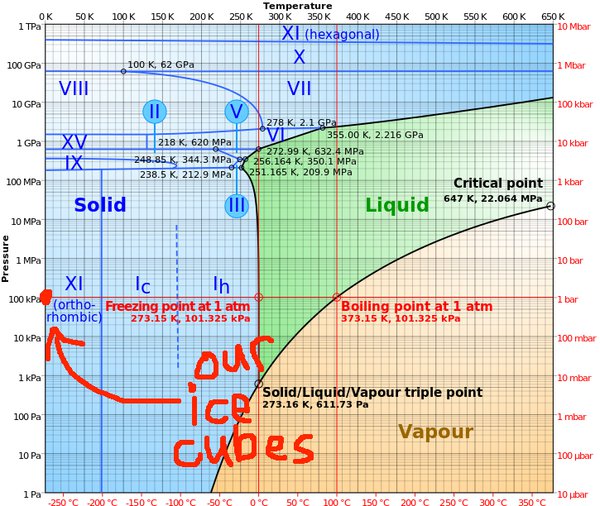 Temperature
0 K 50 K 100 K 150 K 200 K 250 K 300 K 350 K 400 K 450 K 500 K 550 K 600 K 650 K
1 TPa XI (hexagonal) 10 Mbar
X
100 GPa 100 K, 62 GPa 1 Mbar
VIII VII
II V
10 GPa 278 K, 2.1 GPa 100 kbar
VI
355.00 K, 2.216 GPa
XV 218 K, 620 MPa
1 GPa 272.99 K, 632.4 MPa 10 kbar
IX 248.85 K, 344.3 MPa 256.164 K, 350.1 MPa
238.5 K, 212.9 MPa 251.165 K, 209.9 MPa
100 MPa 1 kbar
Critical point
647 K, 22.064 MPa
Solid III Liquid
10 MPa 100 bar
Pressure
1 MPa 10 bar
XI Ic Ih
100 kPa 1 bar
(ortho-
rhombic)
Freezing point at 1 atm Boiling point at 1 atm
273.15 K, 101.325 kPa 373.15 K, 101.325 kPa
10 kPa 100 mbar
our
1 kPa 10 mbar
Solid/Liquid/Vapour triple point
273.16 K, 611.73 Pa
ice
100 Pa 1 mbar
Vapour
cubes
10 Pa 100 µbar
1 Pa 10 µbar
-250 °C -200 °C -150 °C -100 °C -50 °C 0 °C 50 °C 100 °C 150 °C 200 °C 250 °C 300 °C 350 °C